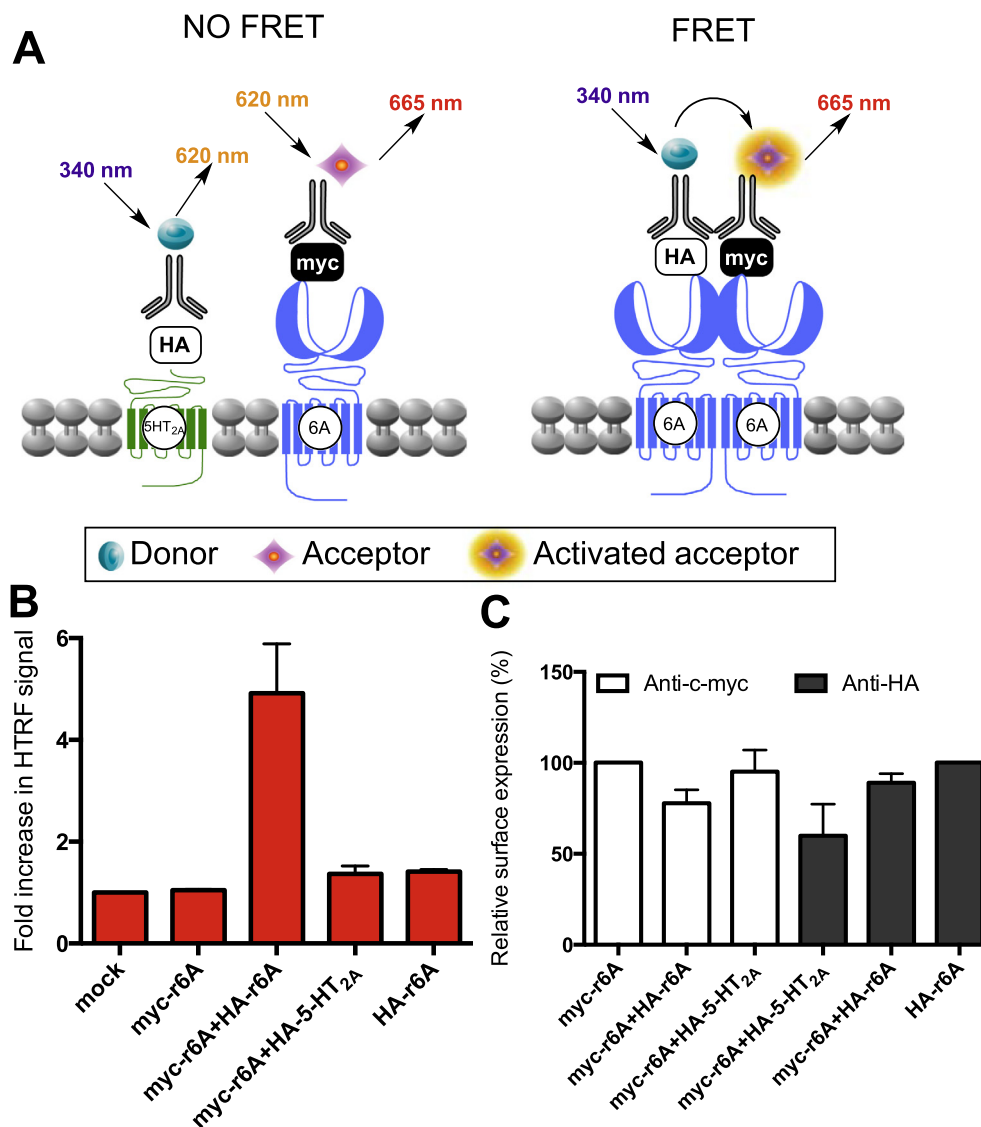 A
NO FRET
FRET
620 nm
665 nm
340 nm
620 nm
340 nm
665 nm
HA
myc
HA
myc
5HT2A
6A
6A
6A
Donor
Acceptor
Activated acceptor
B
Fold increase in HTRF signal
6
4
2
0
mock
myc-r6A
myc-r6A+HA-r6A
myc-r6A+HA-5-HT2A
HA-r6A
C
Relative surface expression (%)
150
100
50
0
Anti-c-myc
Anti-HA
myc-r6A
myc-r6A+HA-r6A
myc-r6A+HA-5-HT2A
myc-r6A+HA-5-HT2A
myc-r6A+HA-r6A
HA-r6A